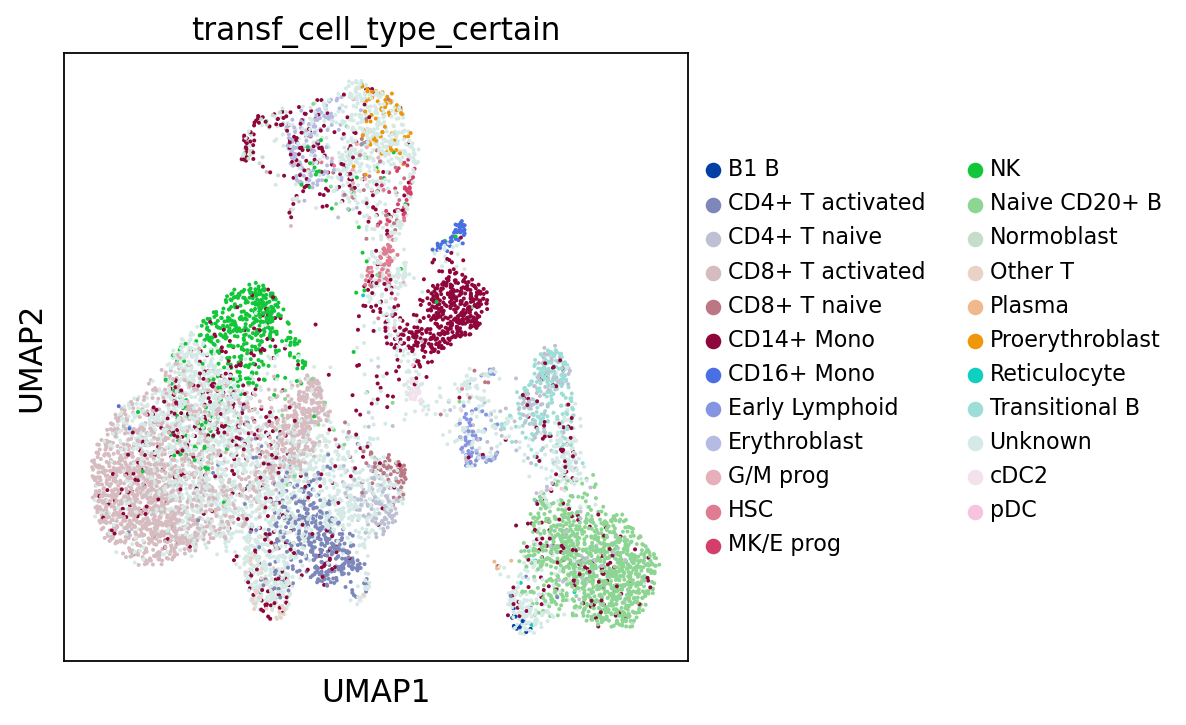 transf_cell_type_certain
UMAP2
UMAP1
B1 B
CD4+ T activated
CD4+ T naive
CD8+ T activated
CD8+ T naive
CD14+ Mono
CD16+ Mono
Early Lymphoid
Erythroblast
G/M prog
HSC
MK/E prog
NK
Naive CD20+ B
Normoblast
Other T
Plasma
Proerythroblast
Reticulocyte
Transitional B
Unknown
cDC2
pDC